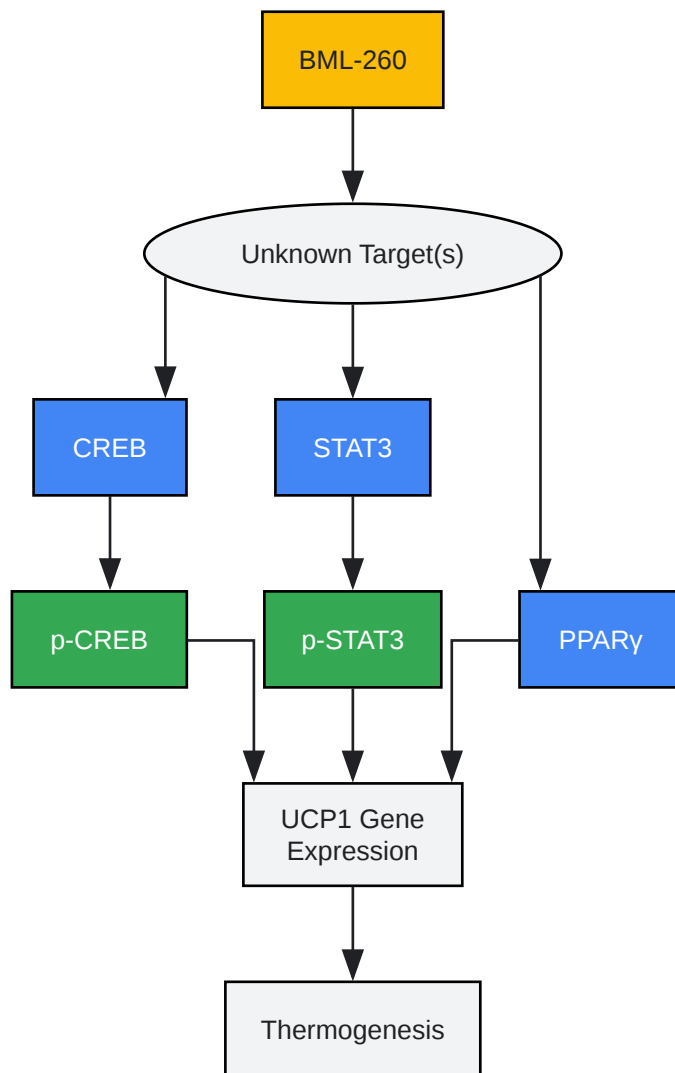 BML-260
Unknown Target(s)
CREB
STAT3
p-CREB
p-STAT3
PPARγ
UCP1 Gene
Expression
Thermogenesis